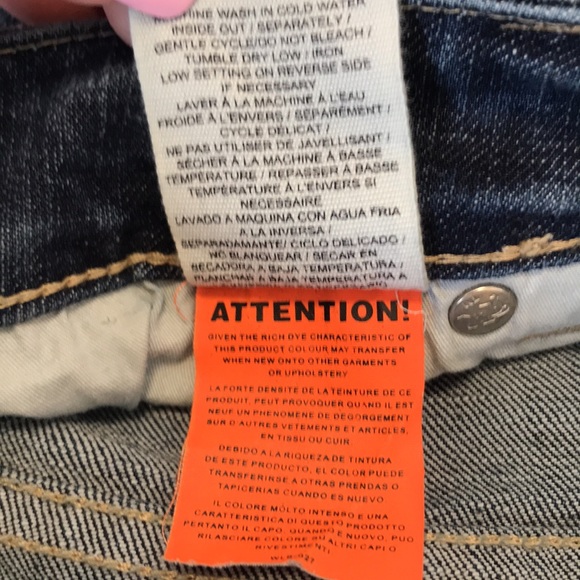 MACHINE WASH IN COLD WATER
INSIDE OUT / SEPARATELY /
GENTLE CYCLE/DO NOT BLEACH /
TUMBLE DRY LOW / IRON
LOW SETTING ON REVERSE SIDE
IF NECESSARY
LAVER À LA MACHINE À L'EAU
FROIDE À L'ENVERS / SÉPARÉMENT /
CYCLE DÉLICAT /
NE PAS UTILISER DE JAVELLISANT /
SÉCHER À LA MACHINE À BASSE
TEMPÉRATURE / REPASSER À BASSE
TEMPÉRATURE À L'ENVERS SI
NÉCESSAIRE
LAVADO A MAQUINA CON AGUA FRIA
A LA INVERSA /
SEPARADAMANTE/ CICLO DELICADO /
NO BLANQUEAR / SECAR EN
SECADORA A BAJA TEMPERATURA /
PLANCHAR A BAJA TEMPERATURA A
ATTENTION!
GIVEN THE RICH DYE CHARACTERISTIC OF
THIS PRODUCT COLOUR MAY TRANSFER
WHEN NEW ONTO OTHER GARMENTS
OR UPHOLSTERY
LA FORTE DENSITE DE LA TEINTURE DE CE
PRODUIT, PEUT PROVOQUER QUAND IL EST
NEUF UN PHENOMENE DE DEGORGEMENT
SUR D'AUTRES VETEMENTS ET ARTICLES,
EN TISSU OU CUIR.
DEBIDO A LA RIQUEZA DE TINTURA
DE ESTE PRODUCTO, EL COLOR PUEDE
TRANSFERIRSE A OTRAS PRENDAS O
TAPICERIAS CUANDO ES NUEVO
IL COLORE MOLTO INTENSO E UNA
CARATTERISTICA DI QUESTO PRODOTTO
PERTANTO IL CAPO, QUANDO E NUOVO, PUO
RILASCIARE COLORE SU ALTRI CAPI O
RIVESTIMENTI